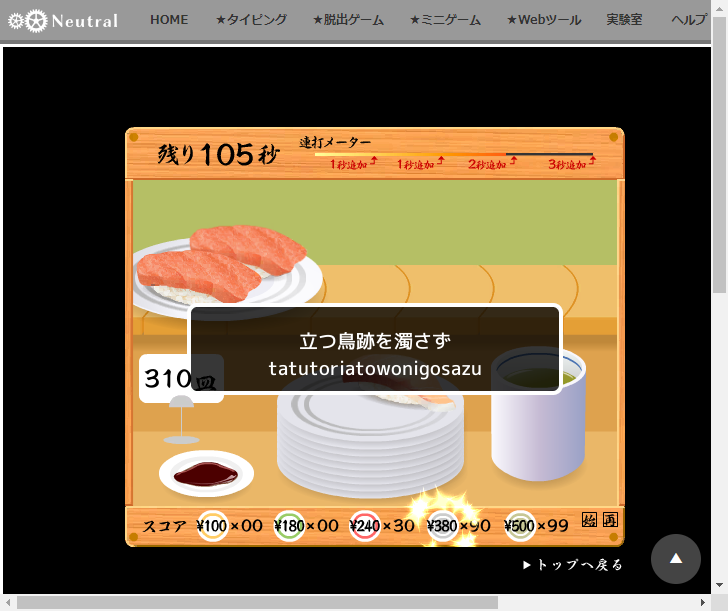 Neutral HOME ★タイピング ★脱出ゲーム ★ミニゲーム ★Webツール 実験室 ヘルプ
残り105秒 連打メーター
1秒追加 1秒追加 2秒追加 3秒追加
立つ鳥跡を濁さず
tatutoriatowonigosazu
310皿
スコア ¥100×00 ¥180×00 ¥240×30 ¥380×90 ¥500×99 始 再
▶トップへ戻る
▲